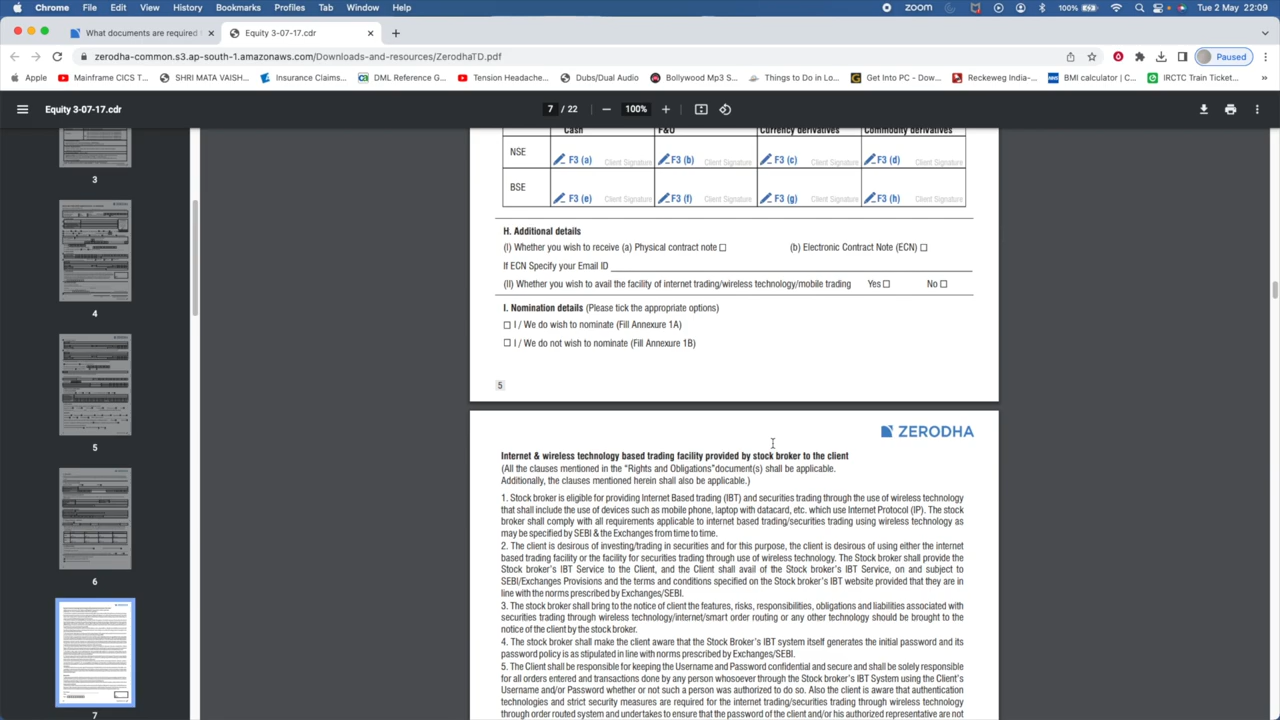 Chrome File Edit View History Bookmarks Profiles Tab Window Help
ZOOM 100% Tue 2 May 22:09
What documents are required
Equity 3-07-17.cdr
zerodha-common.s3.ap-south-1.amazonaws.com/Downloads-and-resources/ZerodhaTD.pdf
Paused
Apple Mainframe CICS T... SHRI MATA VAISH... Insurance Claims... DML Reference G... Tension Headache... Dubs/Dual Audio Bollywood Mp3 S... Things to Do in Lo... Get Into PC - Dow... Reckeweg India-... BMI calculator | C... IRCTC Train Ticket...
Equity 3-07-17.cdr
7 / 22
100%
3
4
5
6
7
Cash F&O Currency derivatives Commodity derivatives
NSE F3 (a) Client Signature F3 (b) Client Signature F3 (c) Client Signature F3 (d) Client Signature
BSE F3 (e) Client Signature F3 (f) Client Signature F3 (g) Client Signature F3 (h) Client Signature
H. Additional details
(I) Whether you wish to receive (a) Physical contract note (b) Electronic Contract Note (ECN)
If ECN Specify your Email ID
(II) Whether you wish to avail the facility of internet trading/wireless technology/mobile trading Yes No
I. Nomination details (Please tick the appropriate options)
I / We do wish to nominate (Fill Annexure 1A)
I / We do not wish to nominate (Fill Annexure 1B)
5
ZERODHA
Internet & wireless technology based trading facility provided by stock broker to the client
(All the clauses mentioned in the "Rights and Obligations"document(s) shall be applicable.
Additionally, the clauses mentioned herein shall also be applicable.)
1. Stock broker is eligible for providing Internet Based trading (IBT) and securities trading through the use of wireless technology
that shall include the use of devices such as mobile phone, laptop with datacard, etc. which use Internet Protocol (IP). The stock
broker shall comply with all requirements applicable to internet based trading/securities trading using wireless technology as
may be specified by SEBI & the Exchanges from time to time.
2. The client is desirous of investing/trading in securities and for this purpose, the client is desirous of using either the internet
based trading facility or the facility for securities trading through use of wireless technology. The Stock broker shall provide the
Stock broker's IBT Service to the Client, and the Client shall avail of the Stock broker's IBT Service, on and subject to
SEBI/Exchanges Provisions and the terms and conditions specified on the Stock broker's IBT website provided that they are in
line with the norms prescribed by Exchanges/SEBI.
3. The stock broker shall bring to the notice of client the features, risks, responsibilities, obligations and liabilities associated with
securities trading through wireless technology/internet/smart order routing or any other technology should be brought to the
notice of the client by the stock broker.
4. The stock broker shall make the client aware that the Stock Broker's IBT system itself generates the initial password and its
password policy is as stipulated in line with norms prescribed by Exchanges/SEBI.
5. The Client shall be responsible for keeping the Username and Password confidential and secure and shall be solely responsible
for all orders entered and transactions done by any person whosoever through the Stock Broker's IBT System using the Client's
Username and/or Password whether or not such a person was authorized to do so. Also the client is aware that authentication
technologies and strict security measures are required for the internet trading/securities trading through wireless technology
through order routed system and undertakes to ensure that the password of the client and/or his authorized representative are not